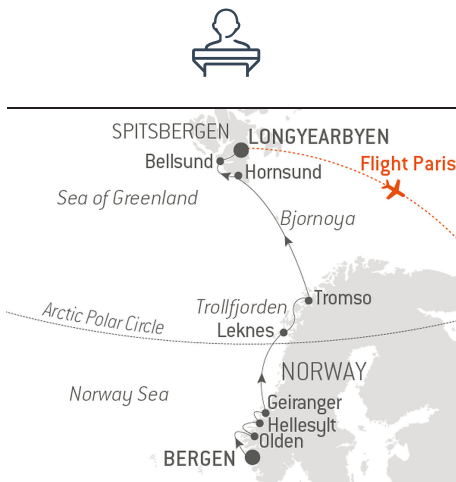 SPITSBERGEN
LONGYEARBYEN
Bellsund
Flight Paris
Hornsund
Sea of Greenland
Bjornoya
Trollfjorden
Tromso
Arctic Polar Circle
Leknes
NORWAY
Norway Sea
Geiranger
Hellesylt
Olden
BERGEN